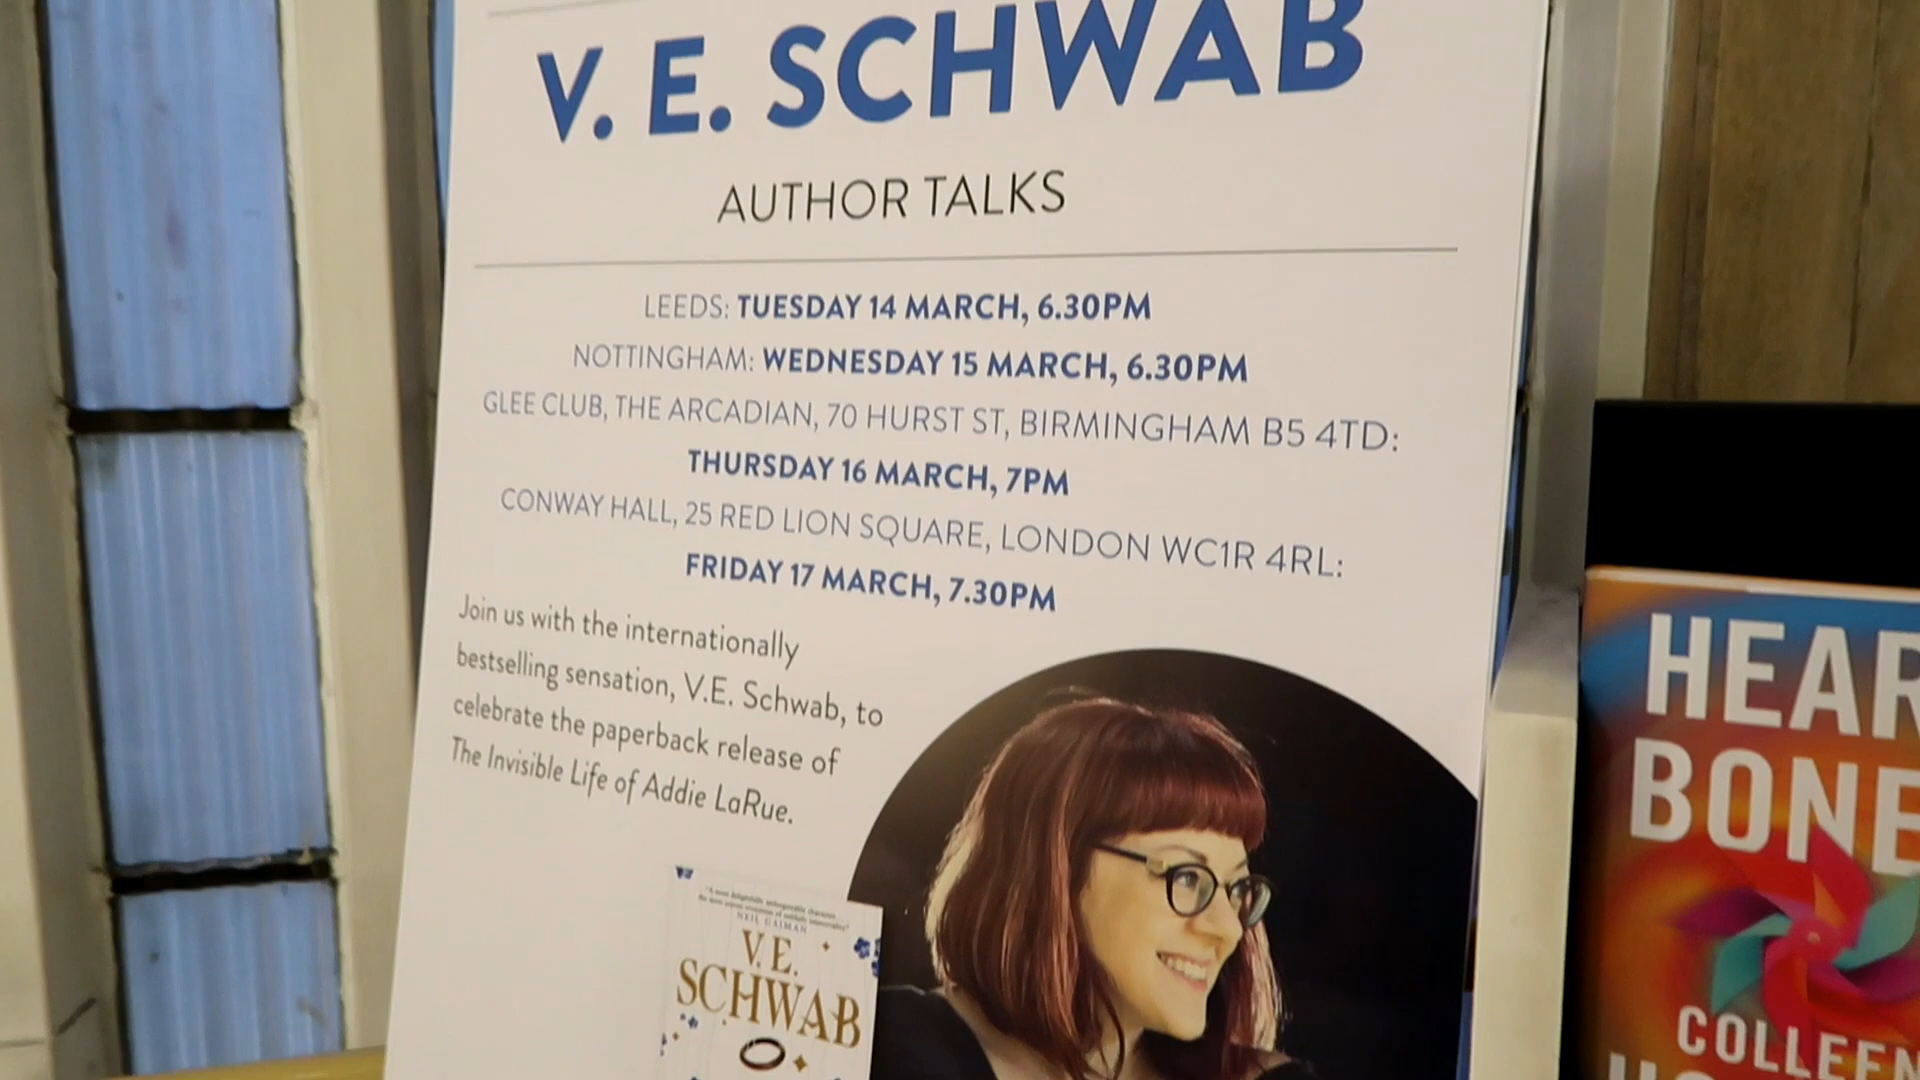 V. E. SCHWAB
AUTHOR TALKS
LEEDS: TUESDAY 14 MARCH, 6.30PM
NOTTINGHAM: WEDNESDAY 15 MARCH, 6.30PM
GLEE CLUB, THE ARCADIAN, 70 HURST ST, BIRMINGHAM B5 4TD:
THURSDAY 16 MARCH, 7PM
CONWAY HALL, 25 RED LION SQUARE, LONDON WC1R 4RL:
FRIDAY 17 MARCH, 7.30PM
Join us with the internationally
bestselling sensation, V.E. Schwab, to
celebrate the paperback release of
The Invisible Life of Addie LaRue.
NEIL GAIMAN
V. E.
SCHWAB
HEAR
BONE
COLLEEN